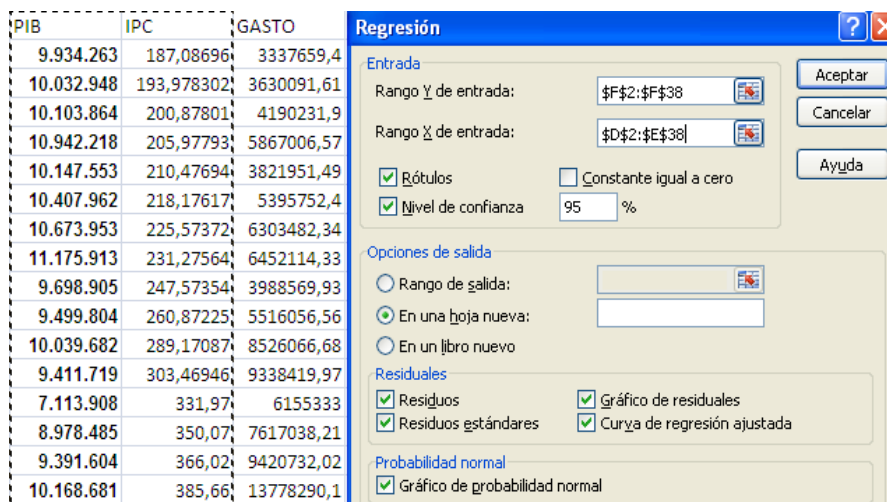 PIB IPC GASTO
9.934.263 187,08696 3337659,4
10.032.948 193,978302 3630091,61
10.103.864 200,87801 4190231,9
10.942.218 205,97793 5867006,57
10.147.553 210,47694 3821951,49
10.407.962 218,17617 5395752,4
10.673.953 225,57372 6303482,34
11.175.913 231,27564 6452114,33
9.698.905 247,57354 3988569,93
9.499.804 260,87225 5516056,56
10.039.682 289,17087 8526066,68
9.411.719 303,46946 9338419,97
7.113.908 331,97 6155333
8.978.485 350,07 7617038,21
9.391.604 366,02 9420732,02
10.168.681 385,66 13778290,1
Regresión
Entrada
Rango Y de entrada: $F$2:$F$38
Rango X de entrada: $D$2:$E$38
Rótulos Constante igual a cero
Nivel de confianza 95 %
Aceptar
Cancelar
Ayuda
Opciones de salida
Rango de salida:
En una hoja nueva:
En un libro nuevo
Residuales
Residuos Gráfico de residuales
Residuos estándares Curva de regresión ajustada
Probabilidad normal
Gráfico de probabilidad normal